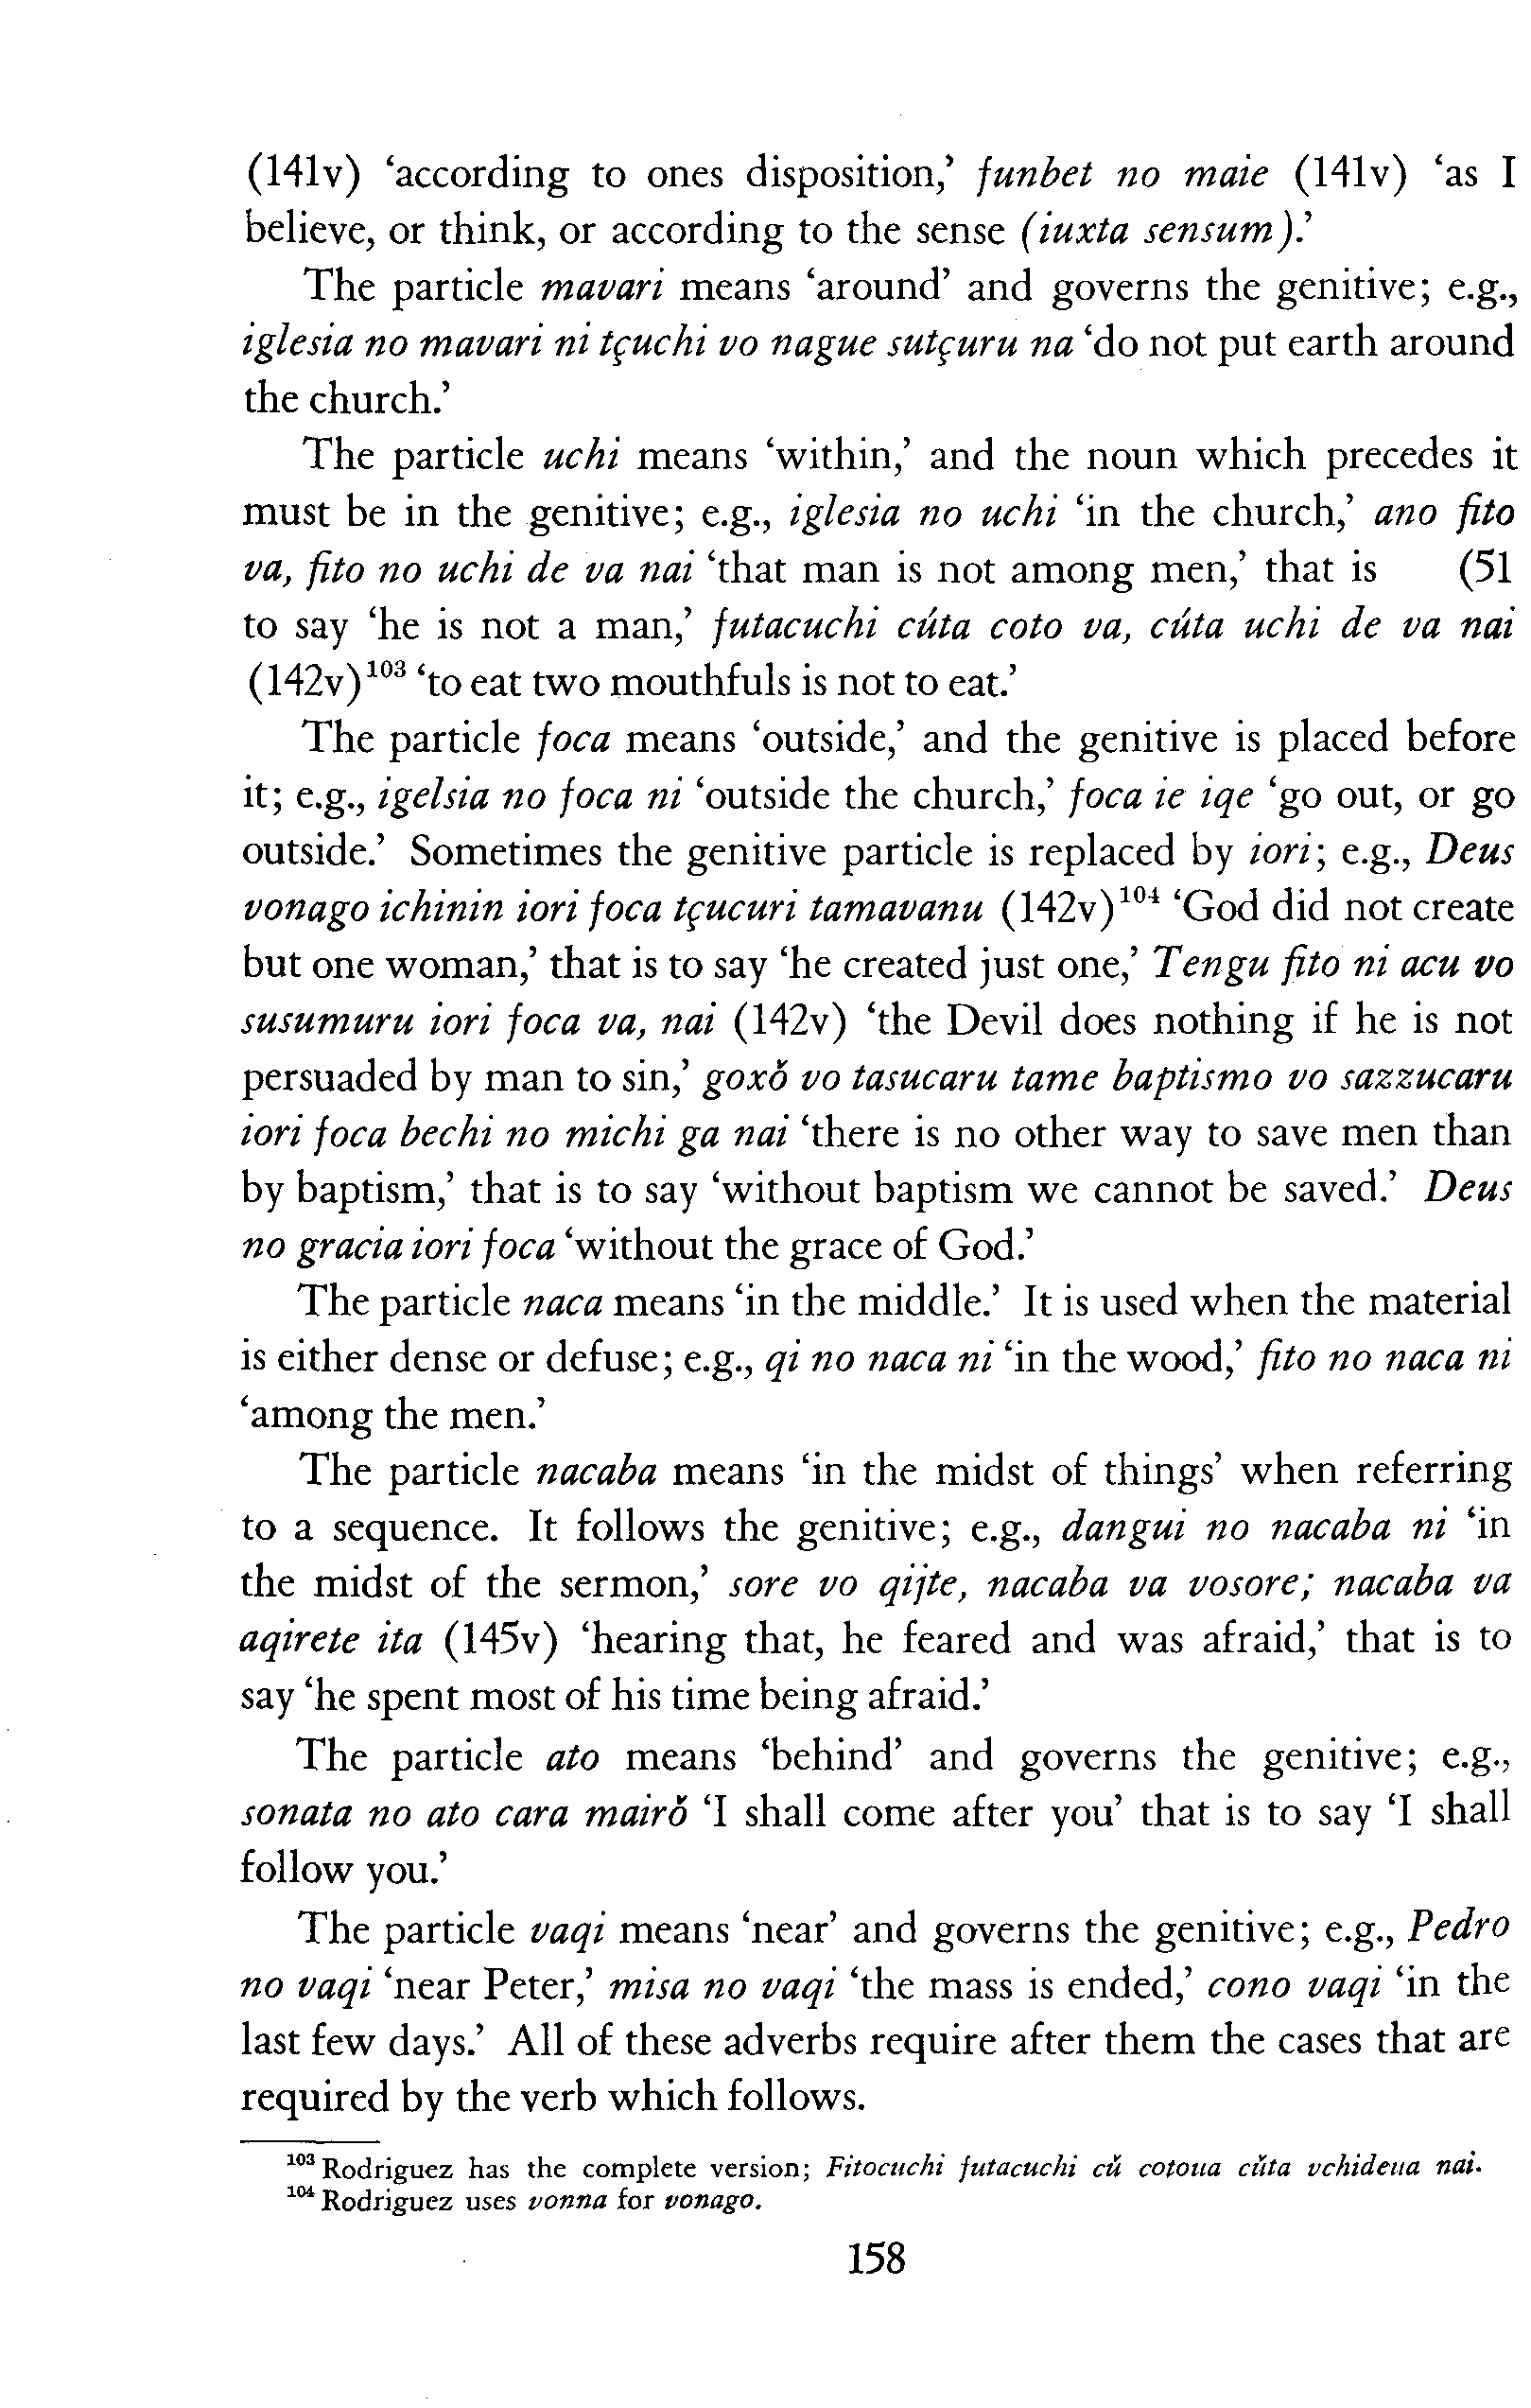 (141v) ‘according to ones disposition,’ funbet no maie (141v) ‘as I
believe, or think, or according to the sense (iuxta sensum).’
The particle mavari means ‘around’ and governs the genitive; e.g.,
iglesia no mavari ni tçuchi vo nague sutçuru na ‘do not put earth around
the church.’
The particle uchi means ‘within,’ and the noun which precedes it
must be in the genitive; e.g., iglesia no uchi ‘in the church,’ ano fito
va, fito no uchi de va nai ‘that man is not among men,’ that is (51
to say ‘he is not a man,’ futacuchi cúta coto va, cúta uchi de va nai
(142v)¹⁰³ ‘to eat two mouthfuls is not to eat.’
The particle foca means ‘outside,’ and the genitive is placed before
it; e.g., igelsia no foca ni ‘outside the church,’ foca ie iqe ‘go out, or go
outside.’ Sometimes the genitive particle is replaced by iori; e.g., Deus
vonago ichinin iori foca tçucuri tamavanu (142v)¹⁰⁴ ‘God did not create
but one woman,’ that is to say ‘he created just one,’ Tengu fito ni acu vo
susumuru iori foca va, nai (142v) ‘the Devil does nothing if he is not
persuaded by man to sin,’ goxǒ vo tasucaru tame baptismo vo sazzucaru
iori foca bechi no michi ga nai ‘there is no other way to save men than
by baptism,’ that is to say ‘without baptism we cannot be saved.’ Deus
no gracia iori foca ‘without the grace of God.’
The particle naca means ‘in the middle.’ It is used when the material
is either dense or defuse; e.g., qi no naca ni ‘in the wood,’ fito no naca ni
‘among the men.’
The particle nacaba means ‘in the midst of things’ when referring
to a sequence. It follows the genitive; e.g., dangui no nacaba ni ‘in
the midst of the sermon,’ sore vo qijte, nacaba va vosore; nacaba va
aqirete ita (145v) ‘hearing that, he feared and was afraid,’ that is to
say ‘he spent most of his time being afraid.’
The particle ato means ‘behind’ and governs the genitive; e.g.,
sonata no ato cara mairǒ ‘I shall come after you’ that is to say ‘I shall
follow you.’
The particle vaqi means ‘near’ and governs the genitive; e.g., Pedro
no vaqi ‘near Peter,’ misa no vaqi ‘the mass is ended,’ cono vaqi ‘in the
last few days.’ All of these adverbs require after them the cases that are
required by the verb which follows.
¹⁰³ Rodriguez has the complete version; Fitocuchi futacuchi cǔ cotoua cǔta vchideua nai.
¹⁰⁴ Rodriguez uses vonna for vonago.
158